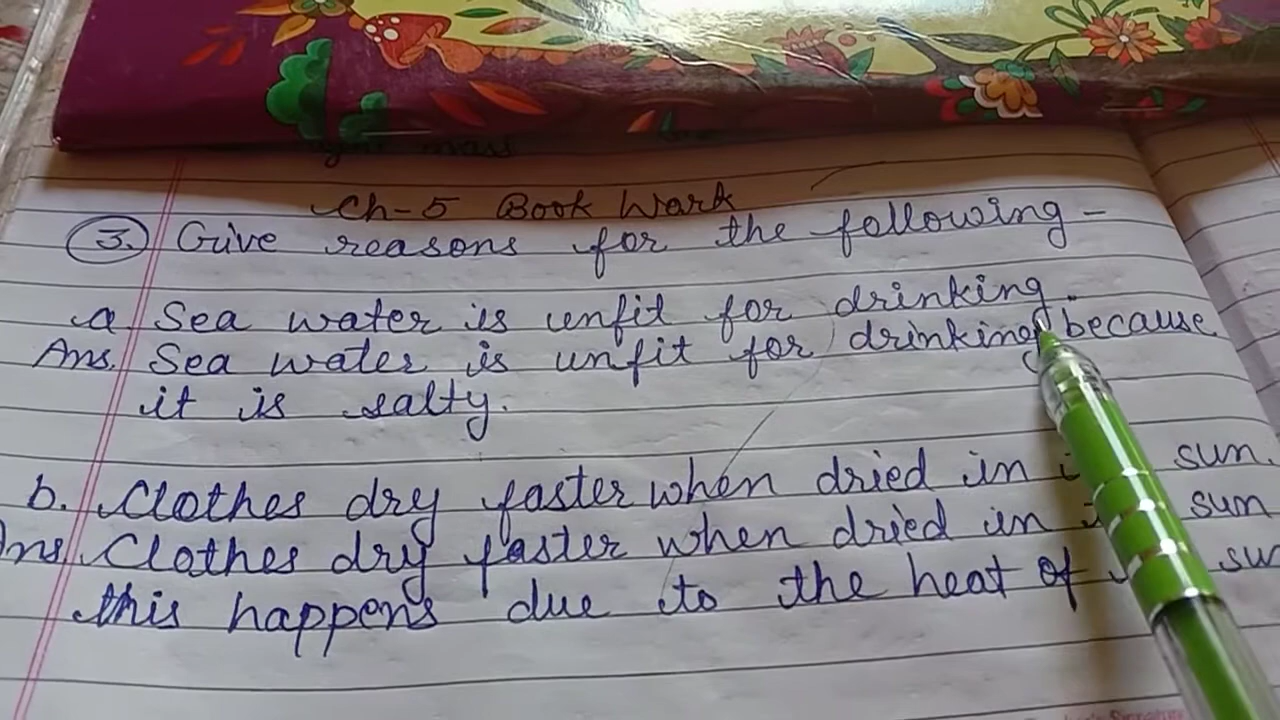 Ch-5 Book Work
3. Give reasons for the following -
a. Sea water is unfit for drinking.
Ans. Sea water is unfit for drinking because
it is salty.
b. Clothes dry faster when dried in sun.
Ans. Clothes dry faster when dried in sun
this happens due to the heat of su